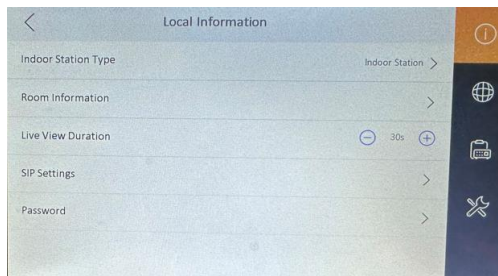 Local Information
Indoor Station Type
Indoor Station
Room Information
Live View Duration
30s
SIP Settings
Password